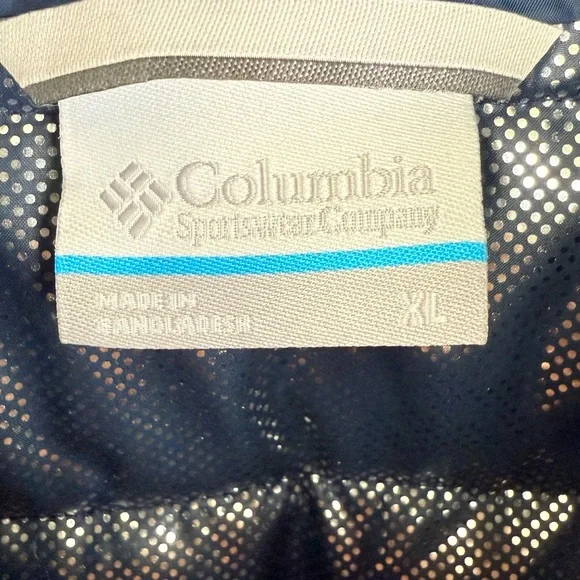 Columbia
Sportswear Company
MADE IN
BANGLADESH
XL